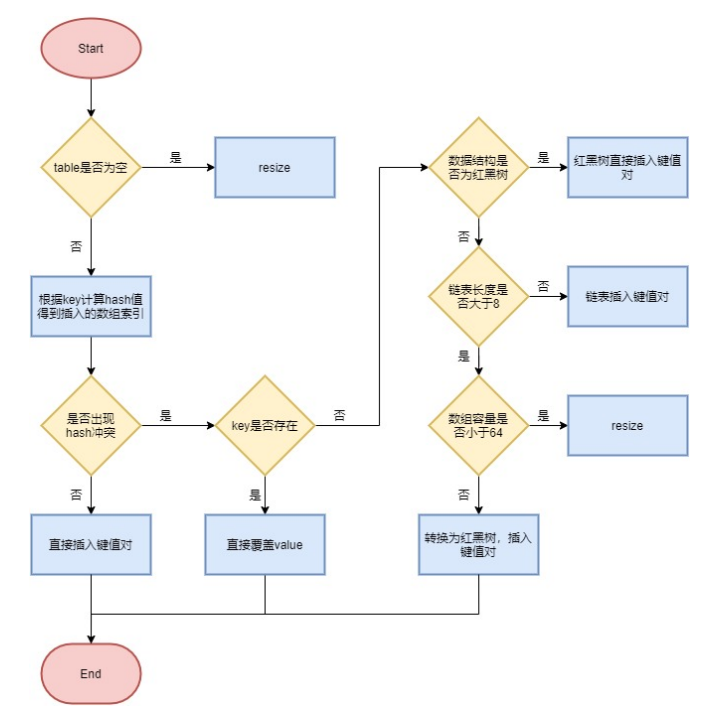 Start
table是否为空
是
resize
否
根据key计算hash值
得到插入的数组索引
是否出现
hash冲突
是
key是否存在
否
否
直接插入键值对
是
直接覆盖value
数据结构是
否为红黑树
是
红黑树直接插入键值
对
否
链表长度是
否大于8
否
链表插入键值对
是
数组容量是
否小于64
是
resize
否
转换为红黑树，插入
键值对
End